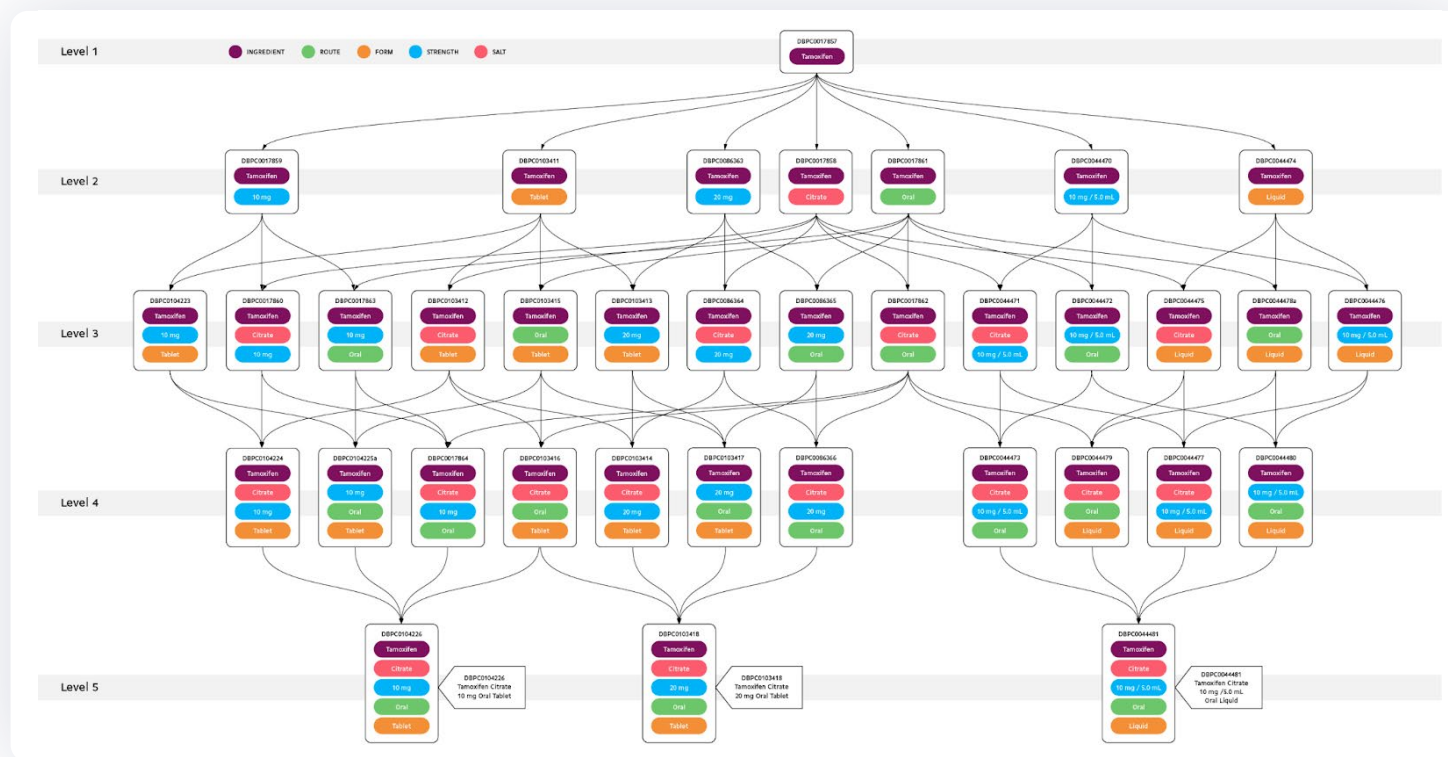 Level 1
INGREDIENT
ROUTE
FORM
STRENGTH
SALT
DBPC0017857
Tamoxifen
Level 2
DBPC0017859
Tamoxifen
10 mg
DBPC0103411
Tamoxifen
Tablet
DBPC0086363
Tamoxifen
20 mg
DBPC0017858
Tamoxifen
Citrate
DBPC0017861
Tamoxifen
Oral
DBPC0044470
Tamoxifen
10 mg / 5.0 mL
DBPC0044474
Tamoxifen
Liquid
Level 3
DBPC0104223
Tamoxifen
10 mg
Tablet
DBPC0017860
Tamoxifen
Citrate
10 mg
DBPC0017863
Tamoxifen
10 mg
Oral
DBPC0103412
Tamoxifen
Citrate
Tablet
DBPC0103415
Tamoxifen
Oral
Tablet
DBPC0103413
Tamoxifen
20 mg
Tablet
DBPC0086364
Tamoxifen
Citrate
20 mg
DBPC0086365
Tamoxifen
20 mg
Oral
DBPC0017862
Tamoxifen
Citrate
Oral
DBPC0044471
Tamoxifen
Citrate
10 mg / 5.0 mL
DBPC0044472
Tamoxifen
10 mg / 5.0 mL
Oral
DBPC0044475
Tamoxifen
Citrate
Liquid
DBPC0044478a
Tamoxifen
Oral
Liquid
DBPC0044476
Tamoxifen
10 mg / 5.0 mL
Liquid
Level 4
DBPC0104224
Tamoxifen
Citrate
10 mg
Tablet
DBPC0104225a
Tamoxifen
10 mg
Oral
Tablet
DBPC0017864
Tamoxifen
Citrate
10 mg
Oral
DBPC0103416
Tamoxifen
Citrate
Oral
Tablet
DBPC0103414
Tamoxifen
Citrate
20 mg
Tablet
DBPC0103417
Tamoxifen
20 mg
Oral
Tablet
DBPC0086366
Tamoxifen
Citrate
20 mg
Oral
DBPC0044473
Tamoxifen
Citrate
10 mg / 5.0 mL
Oral
DBPC0044479
Tamoxifen
Citrate
Oral
Liquid
DBPC0044477
Tamoxifen
Citrate
10 mg / 5.0 mL
Liquid
DBPC0044480
Tamoxifen
10 mg / 5.0 mL
Oral
Liquid
Level 5
DBPC0104226
Tamoxifen
Citrate
10 mg
Oral
Tablet
DBPC0104226
Tamoxifen Citrate
10 mg Oral Tablet
DBPC0103418
Tamoxifen
Citrate
20 mg
Oral
Tablet
DBPC0103418
Tamoxifen Citrate
20 mg Oral Tablet
DBPC0044481
Tamoxifen
Citrate
10 mg / 5.0 mL
Oral
Liquid
DBPC0044481
Tamoxifen Citrate
10 mg /5.0 mL
Oral Liquid